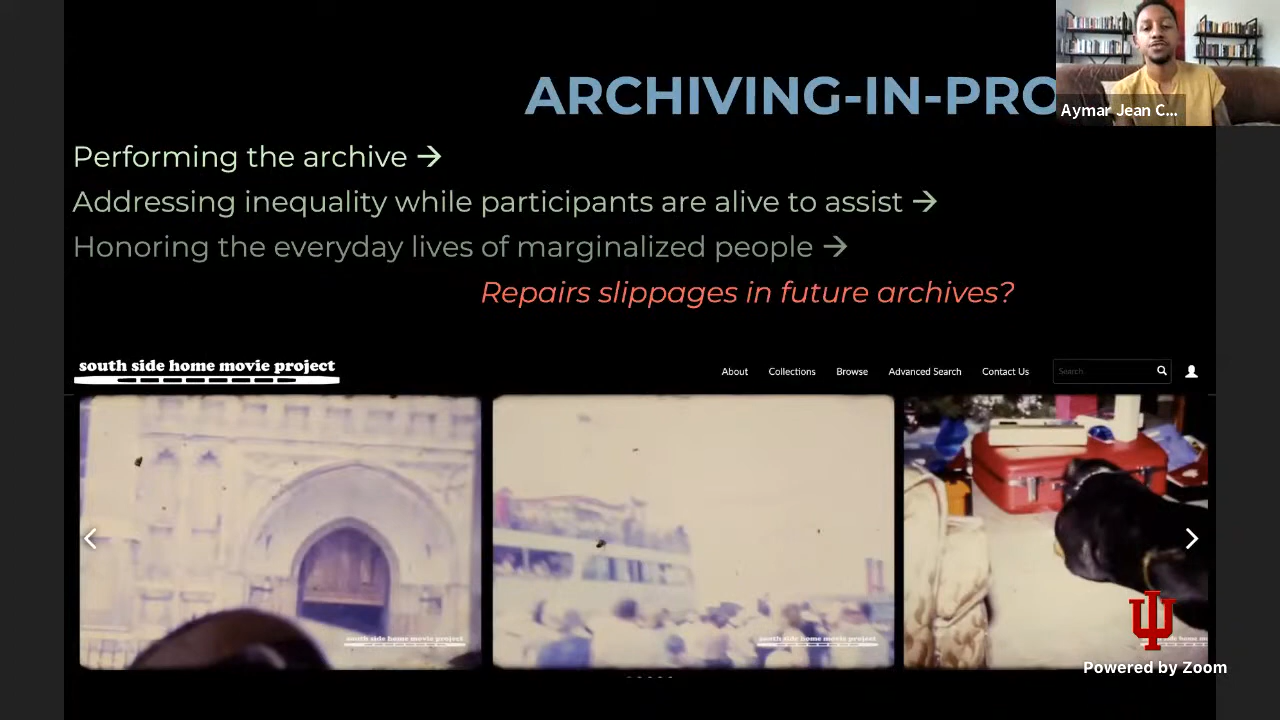 ARCHIVING-IN-PRO
Aymar Jean C...
Performing the archive →
Addressing inequality while participants are alive to assist →
Honoring the everyday lives of marginalized people →
Repairs slippages in future archives?
south side home movie project
About Collections Browse Advanced Search Contact Us Search
south side home movie project
south side home movie project
home mo
Powered by Zoom